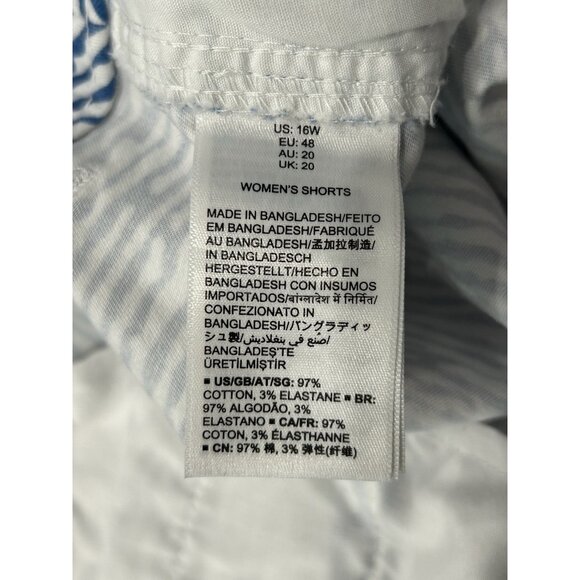 US: 16W
EU: 48
AU: 20
UK: 20
WOMEN'S SHORTS
MADE IN BANGLADESH/FEITO
EM BANGLADESH/FABRIQUÉ
AU BANGLADESH/孟加拉制造/
IN BANGLADESCH
HERGESTELLT/HECHO EN
BANGLADESH CON INSUMOS
IMPORTADOS/बांग्लादेश में निर्मित/
CONFEZIONATO IN
BANGLADESH//バングラディッ
シュ製/صُنع في بنغلاديش/
BANGLADEŞ'TE
ÜRETİLMİŞTİR
■ US/GB/AT/SG: 97%
COTTON, 3% ELASTANE ■ BR:
97% ALGODÃO, 3%
ELASTANO ■ CA/FR: 97%
COTON, 3% ÉLASTHANNE
■ CN: 97% 棉, 3% 弹性(纤维)